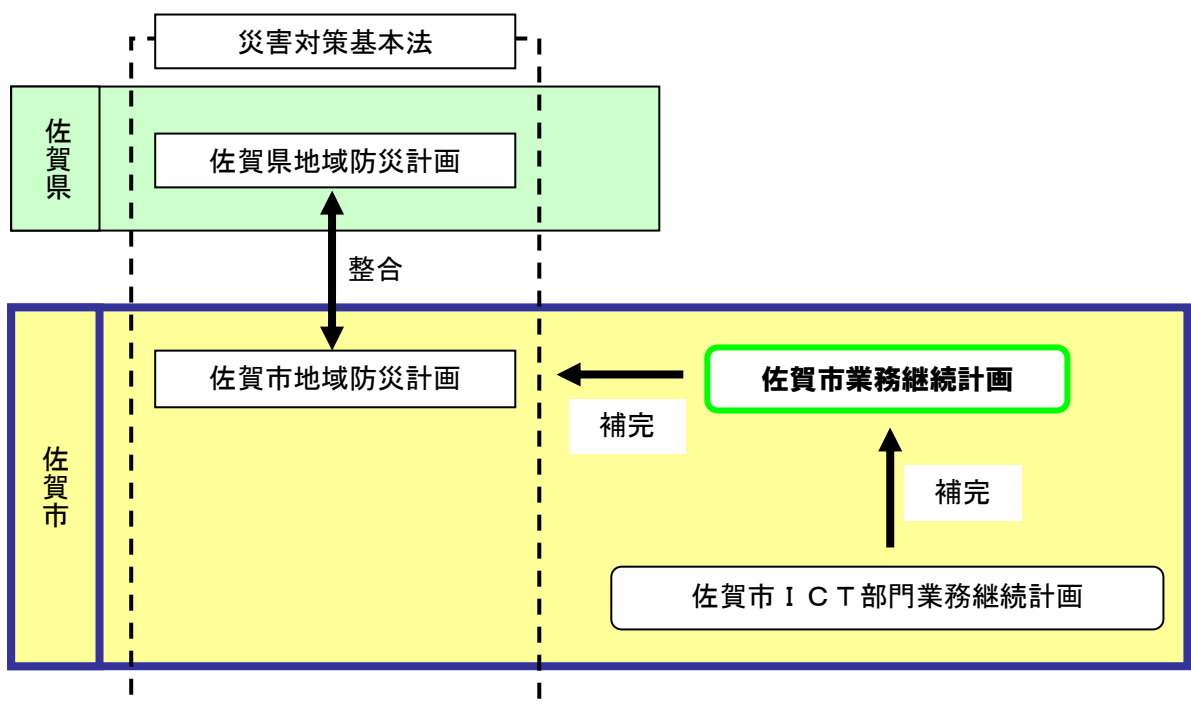 災害対策基本法
佐賀県
佐賀県地域防災計画
整合
佐賀市
佐賀市地域防災計画
佐賀市業務継続計画
補完
補完
佐賀市ＩＣＴ部門業務継続計画